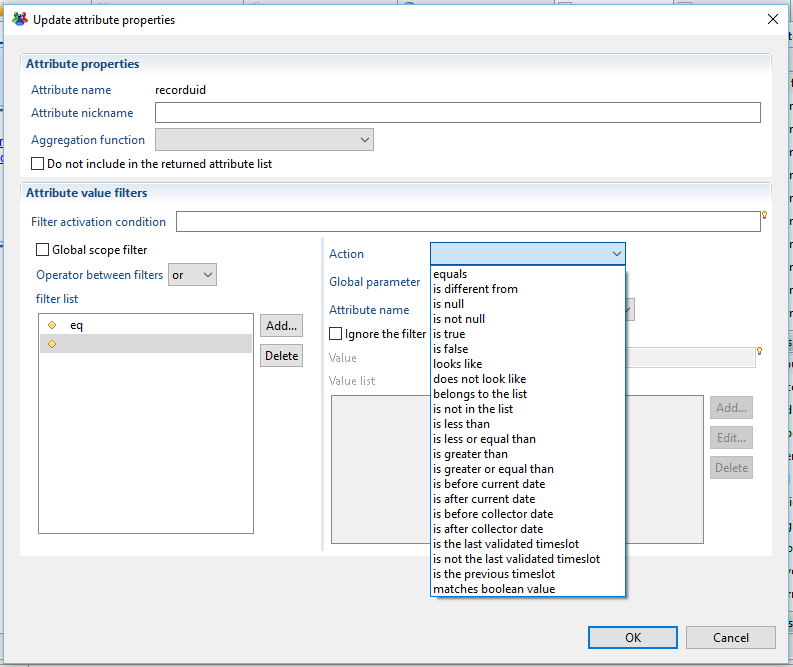 Update attribute properties
Attribute properties
Attribute name recorduid
Attribute nickname
Aggregation function
Do not include in the returned attribute list
Attribute value filters
Filter activation condition
Global scope filter
Operator between filters or
filter list
eq
Add...
Delete
Action
Global parameter
Attribute name
Ignore the filter
Value
Value list
equals
is different from
is null
is not null
is true
is false
looks like
does not look like
belongs to the list
is not in the list
is less than
is less or equal than
is greater than
is greater or equal than
is before current date
is after current date
is before collector date
is after collector date
is the last validated timeslot
is not the last validated timeslot
is the previous timeslot
matches boolean value
Add...
Edit...
Delete
OK
Cancel